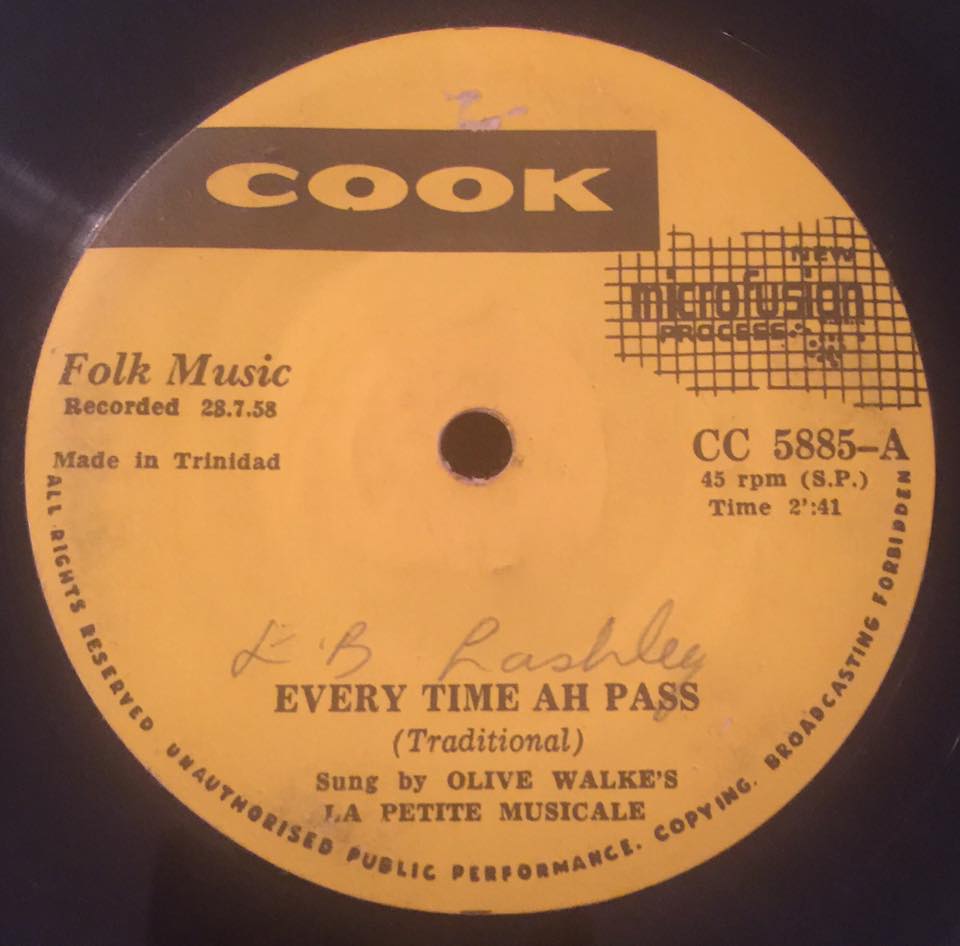 COOK
NEW
microfusion
PROCESS
Folk Music
Recorded 28.7.58
Made in Trinidad
CC 5885-A
45 rpm (S.P.)
Time 2':41
Lashley
EVERY TIME AH PASS
(Traditional)
Sung by OLIVE WALKE'S
LA PETITE MUSICALE
ALL RIGHTS RESERVED UNAUTHORISED PUBLIC PERFORMANCE. COPYING. BROADCASTING FORBIDDEN